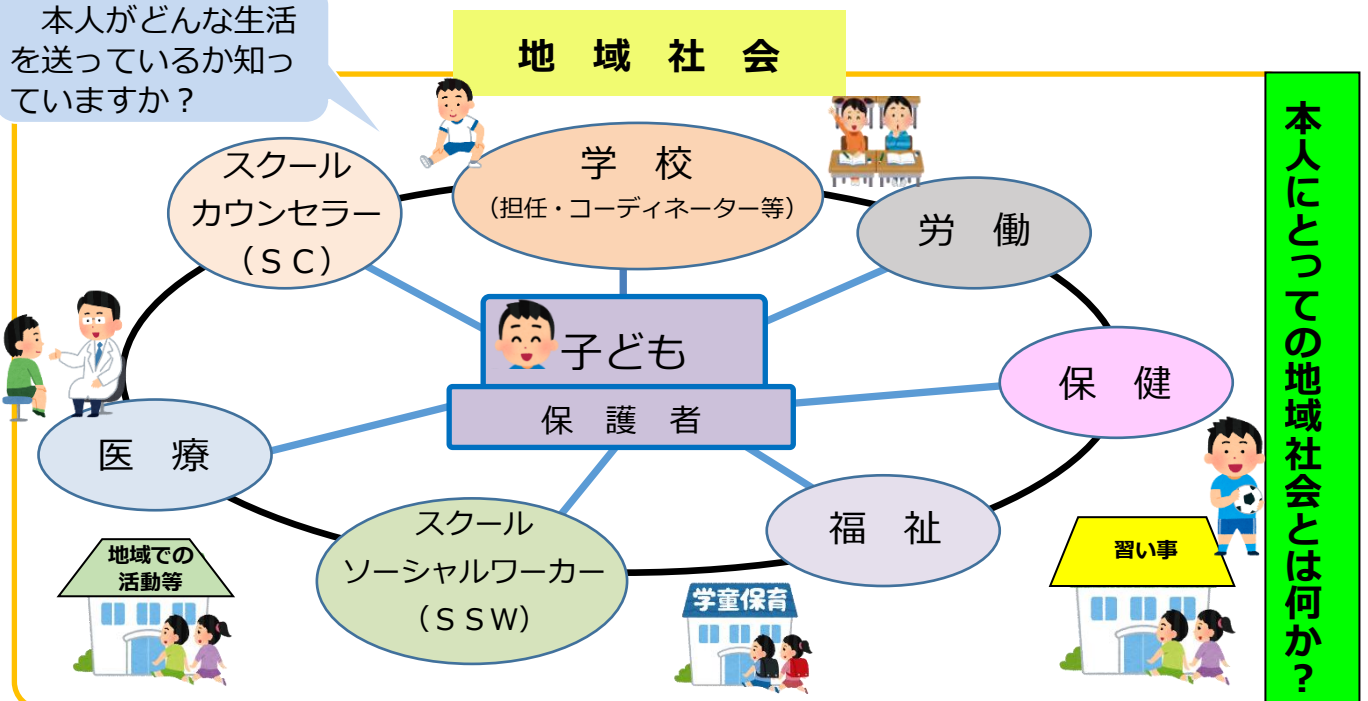 本人がどんな生活
を送っているか知っ
ていますか？
地　域　社　会
スクール
カウンセラー
（ＳＣ）
学　校
（担任・コーディネーター等）
労　働
子ども
保　護　者
保　健
医　療
スクール
ソーシャルワーカー
（ＳＳＷ）
福　祉
地域での
活動等
学童保育
習い事
本人にとっての地域社会とは何か？